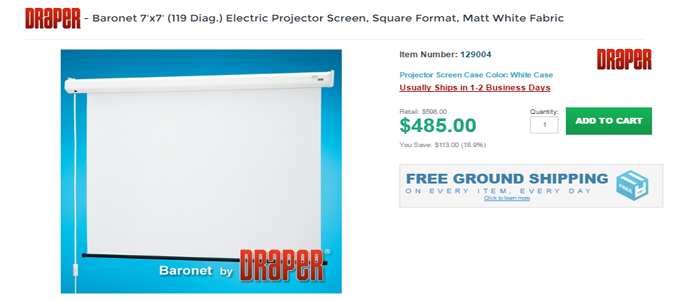 DRAPER - Baronet 7'x7' (119 Diag.) Electric Projector Screen, Square Format, Matt White Fabric
Item Number: 129004
DRAPER
Projector Screen Case Color: White Case
Usually Ships in 1-2 Business Days
Retail: $598.00
Quantity:
$485.00
1
ADD TO CART
You Save: $113.00 (18.9%)
FREE GROUND SHIPPING
ON EVERY ITEM, EVERY DAY
Click to learn more
FREE
Baronet by DRAPER®